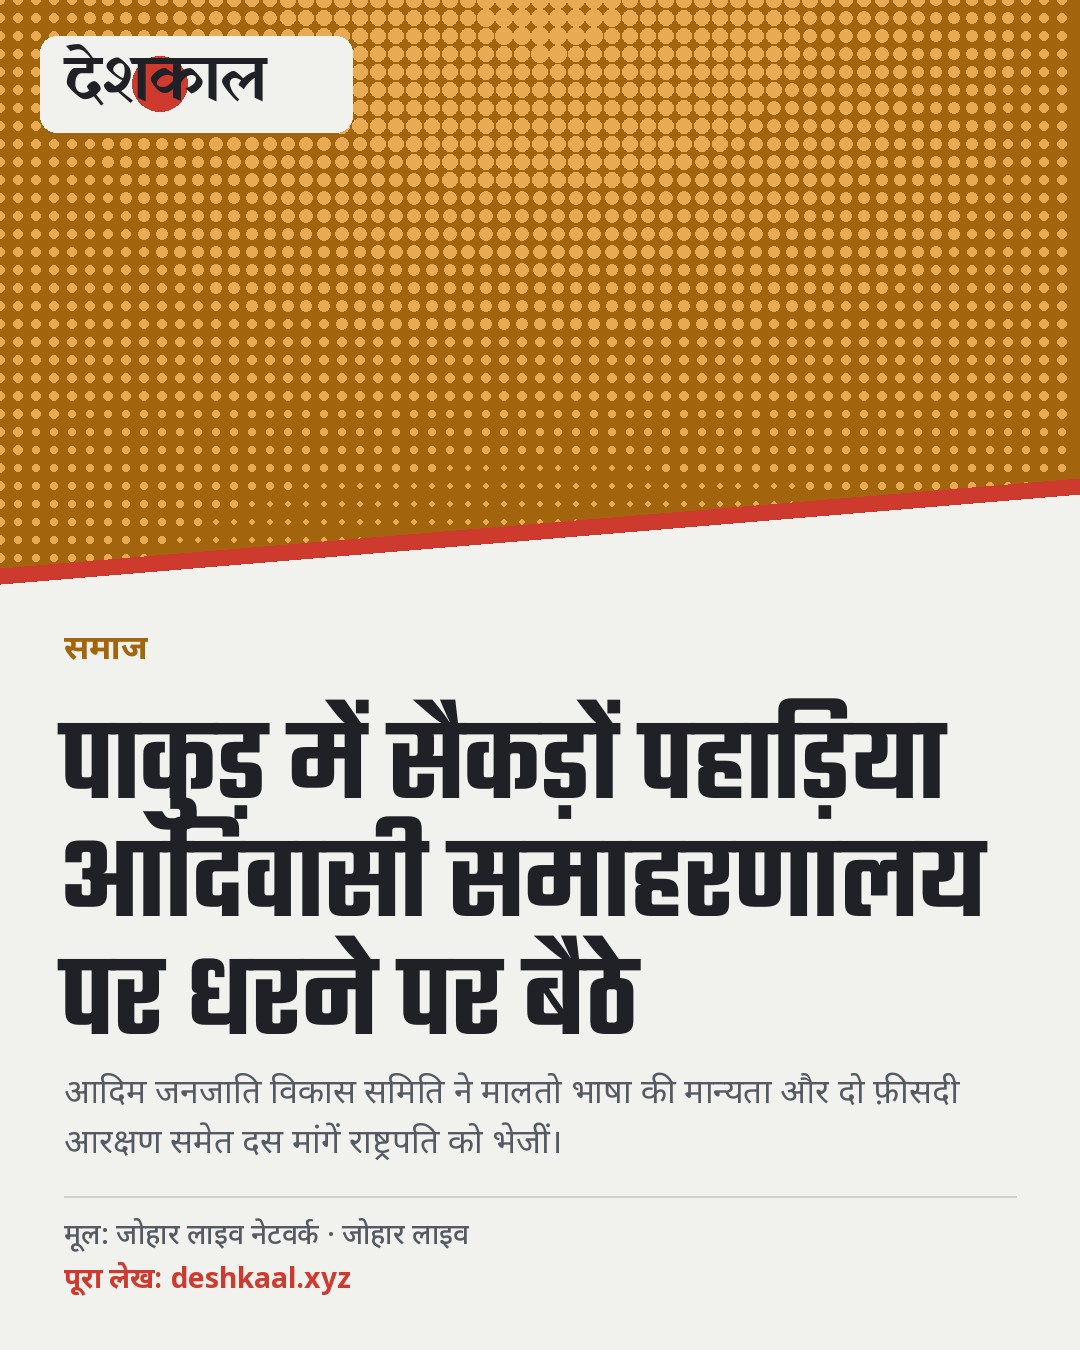 देशकाल
समाज
पाकुड़ में सैकड़ों पहाड़िया
आदिवासी समाहरणालय
पर धरने पर बैठे
आदिम जनजाति विकास समिति ने मालतो भाषा की मान्यता और दो फ़ीसदी
आरक्षण समेत दस मांगें राष्ट्रपति को भेजीं।
मूल: जोहार लाइव नेटवर्क · जोहार लाइव
पूरा लेख: deshkaal.xyz